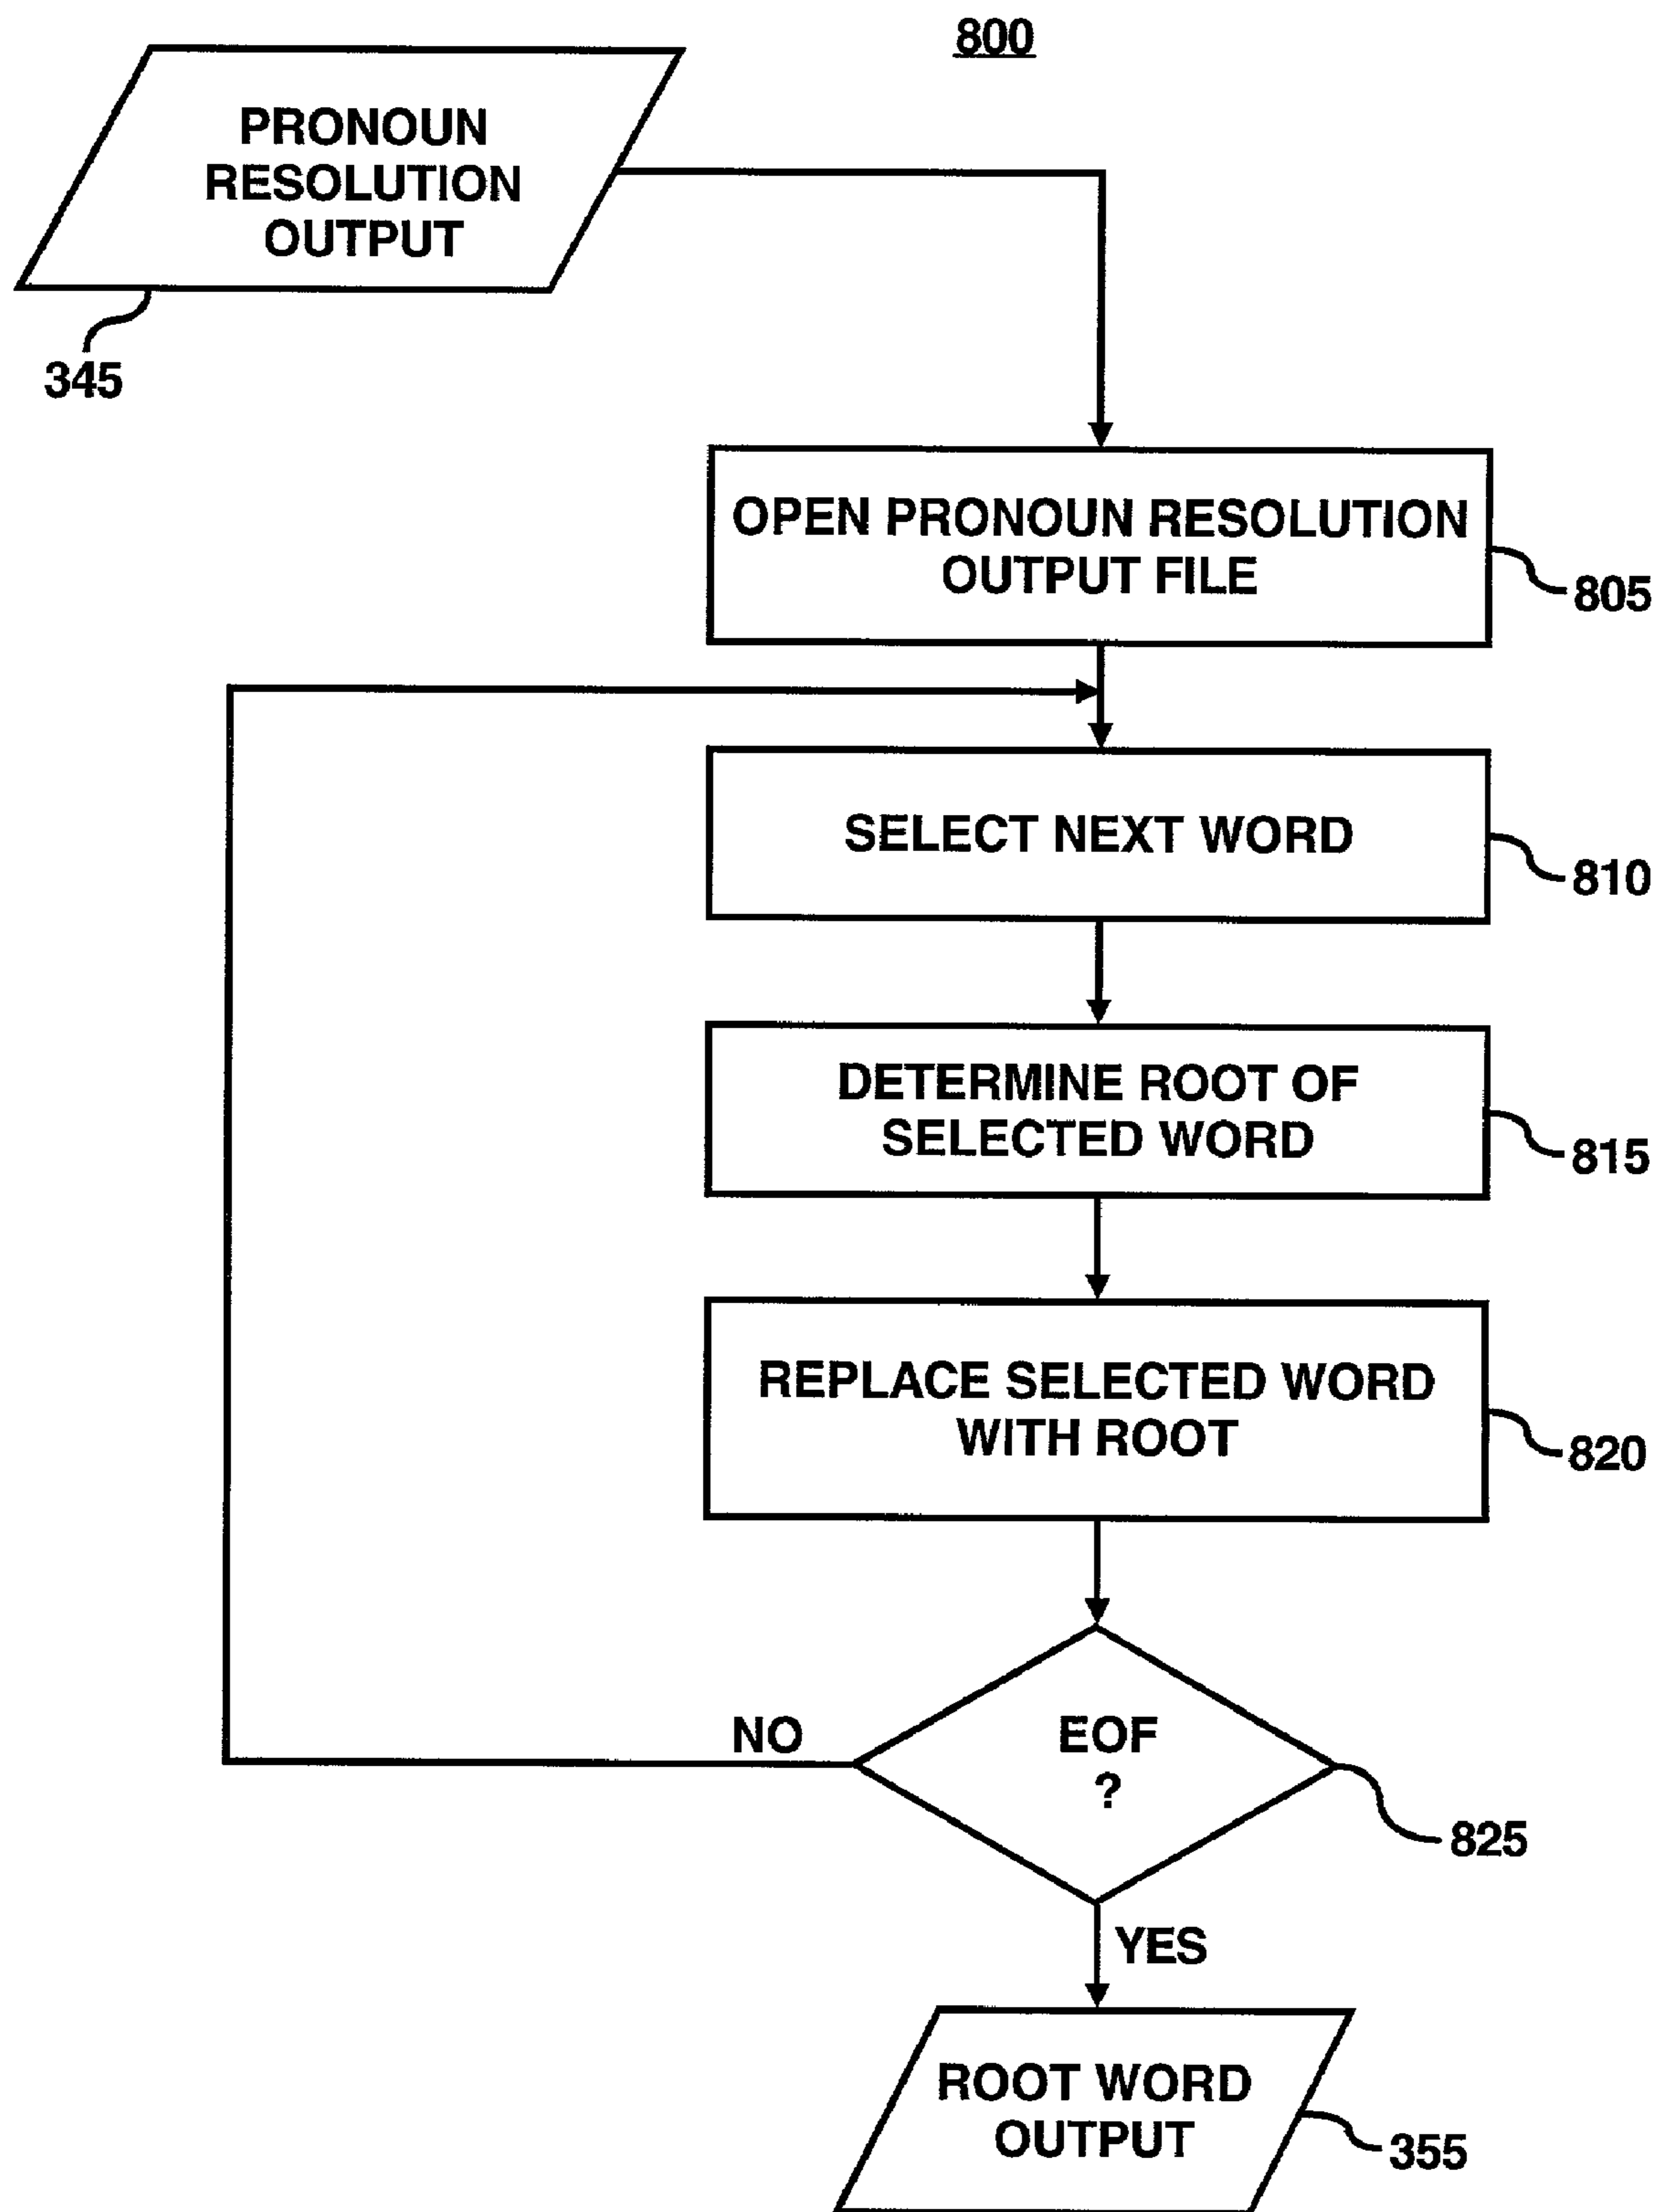 800
PRONOUN
RESOLUTION
OUTPUT
345
OPEN PRONOUN RESOLUTION
OUTPUT FILE
805
SELECT NEXT WORD
810
DETERMINE ROOT OF
SELECTED WORD
815
REPLACE SELECTED WORD
WITH ROOT
820
NO
EOF
?
825
YES
ROOT WORD
OUTPUT
355